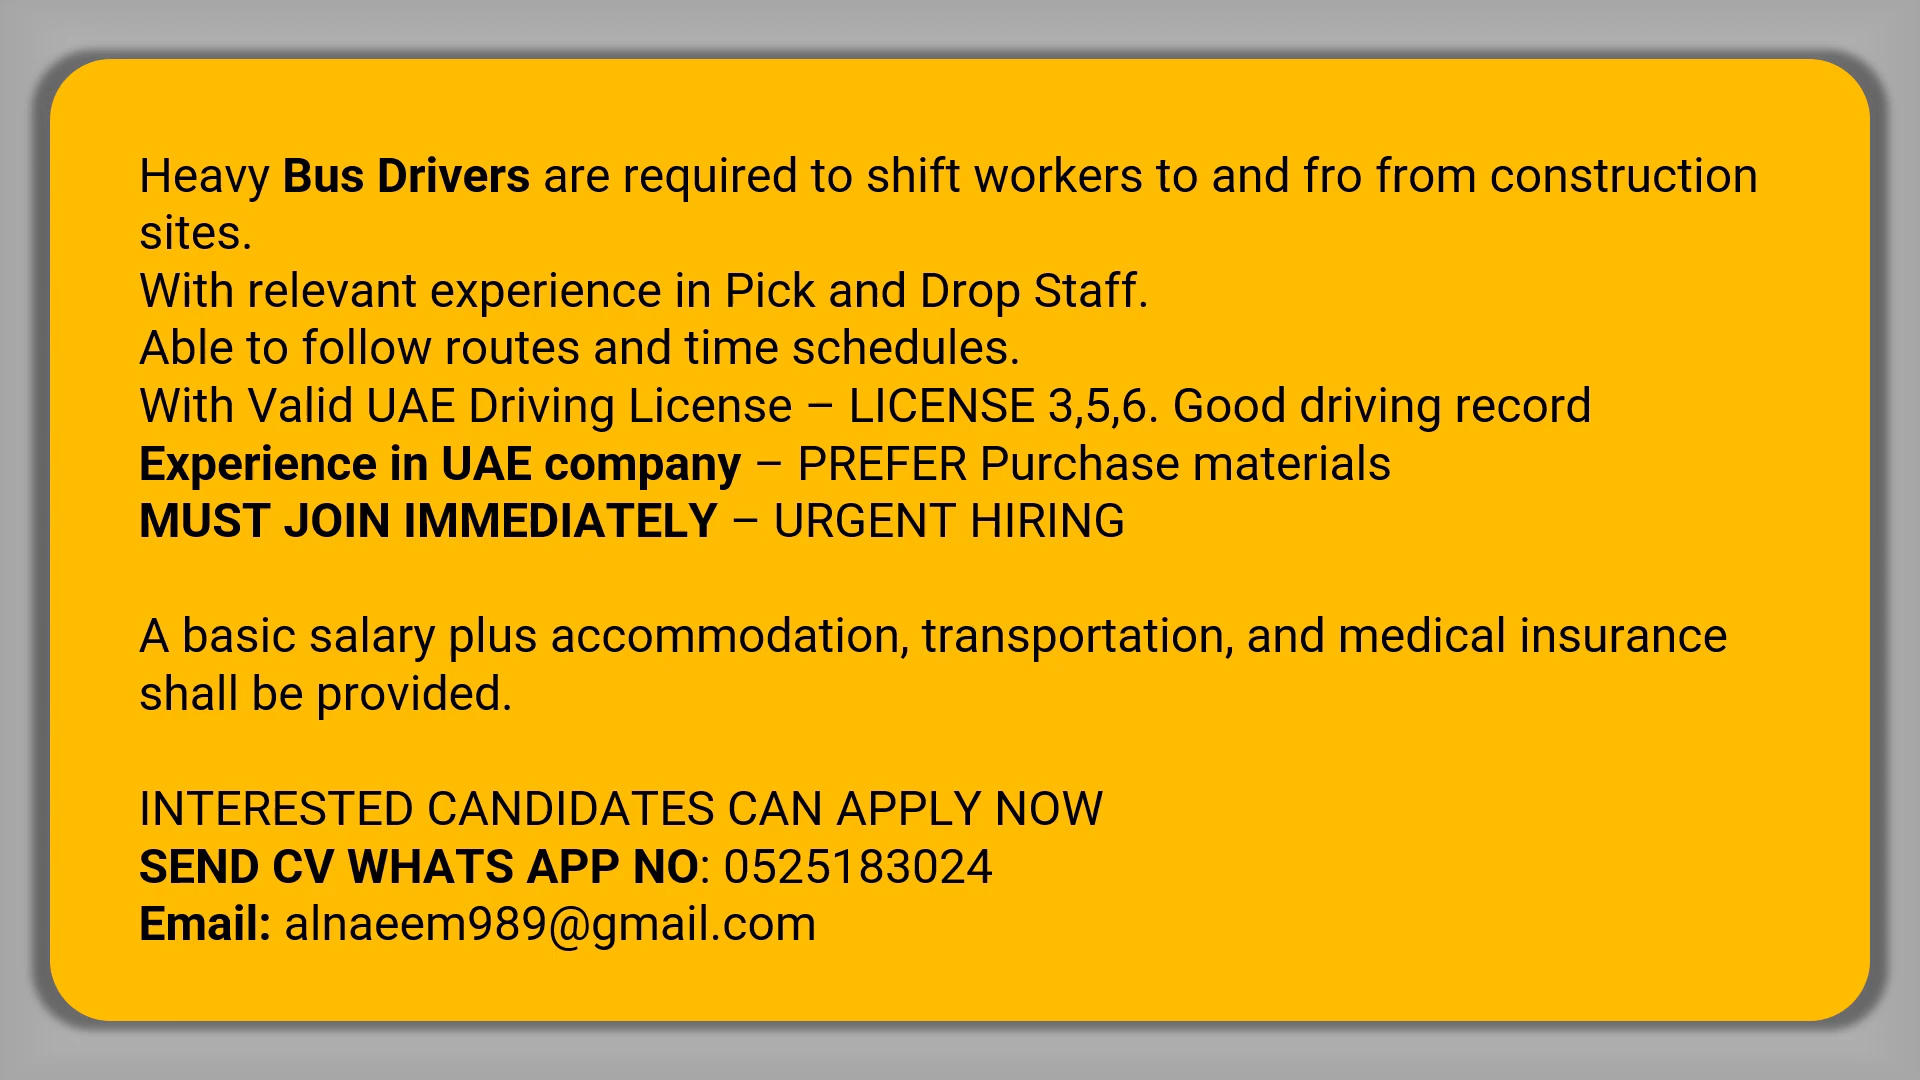 Heavy Bus Drivers are required to shift workers to and fro from construction
sites.
With relevant experience in Pick and Drop Staff.
Able to follow routes and time schedules.
With Valid UAE Driving License – LICENSE 3,5,6. Good driving record
Experience in UAE company – PREFER Purchase materials
MUST JOIN IMMEDIATELY – URGENT HIRING
A basic salary plus accommodation, transportation, and medical insurance
shall be provided.
INTERESTED CANDIDATES CAN APPLY NOW
SEND CV WHATS APP NO: 0525183024
Email: alnaeem989@gmail.com